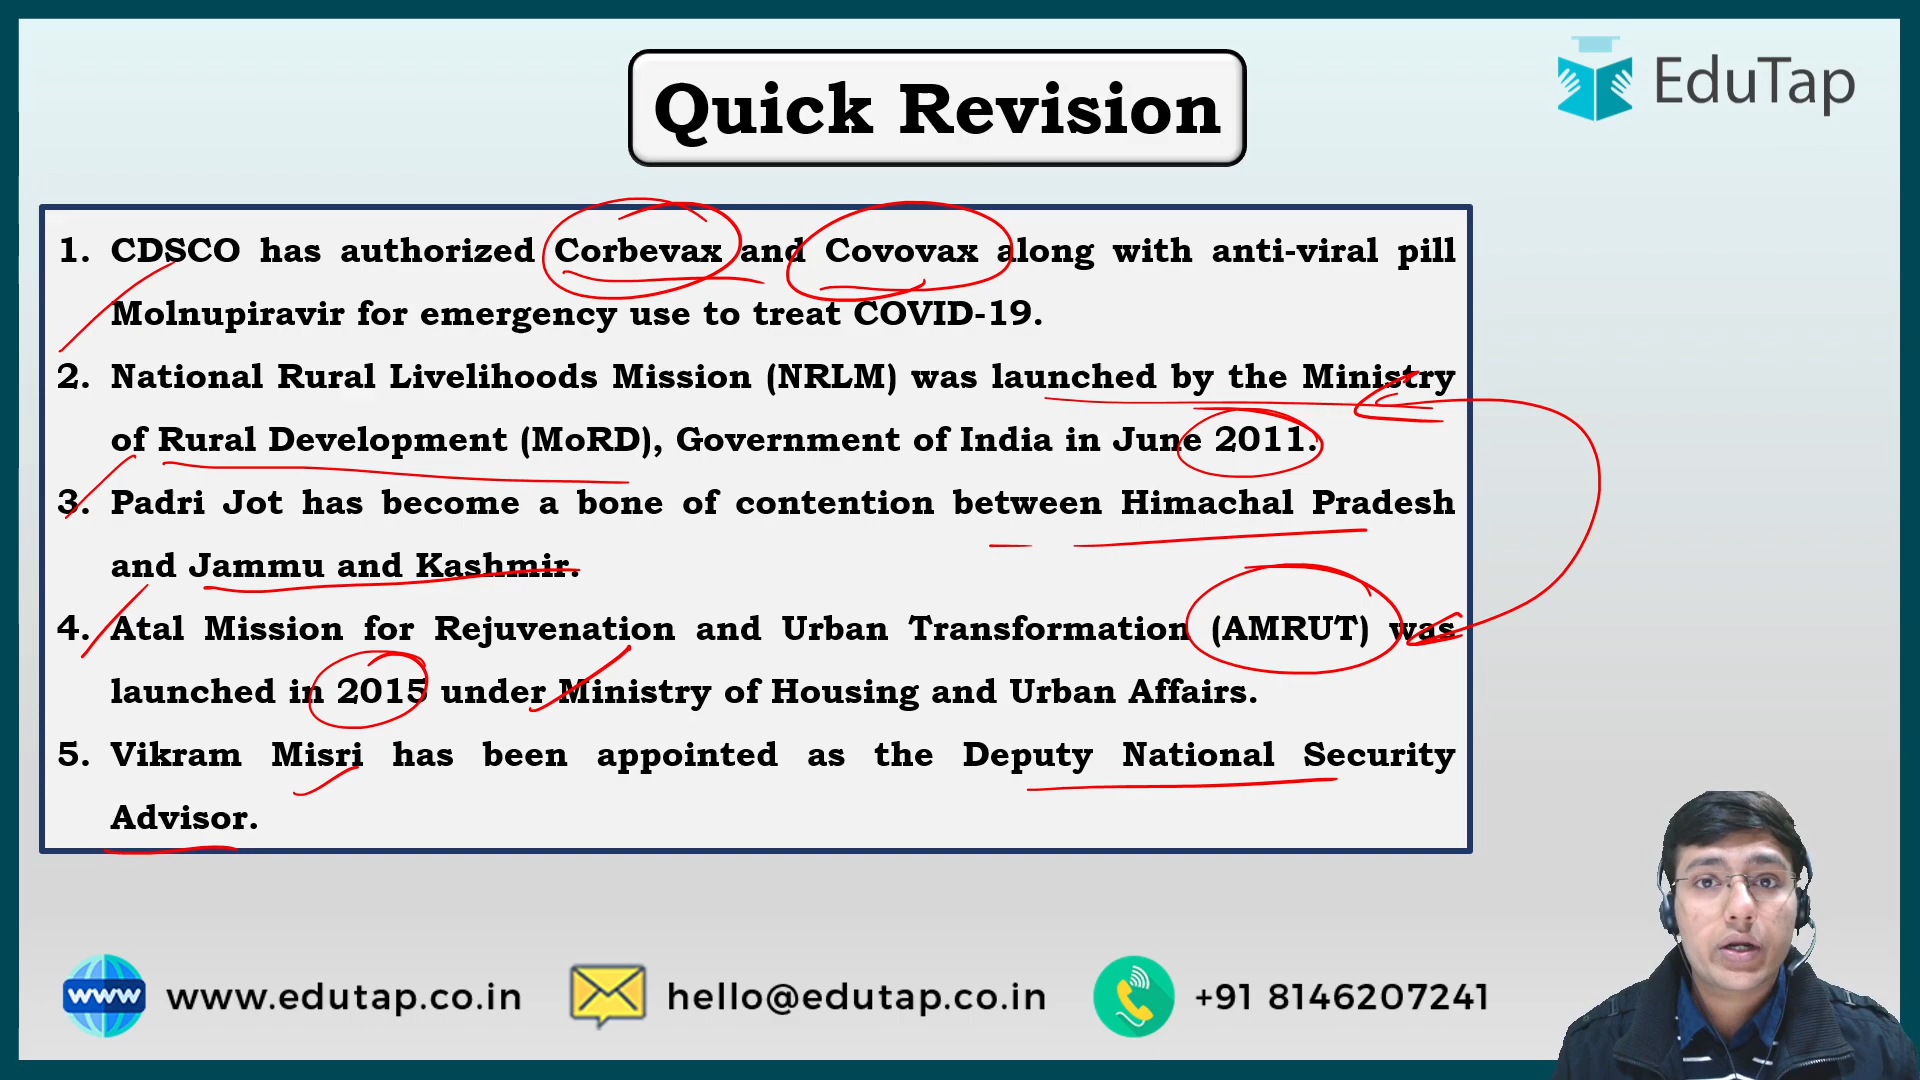 Quick Revision
EduTap
1. CDSCO has authorized Corbevax and Covovax along with anti-viral pill
Molnupiravir for emergency use to treat COVID-19.
2. National Rural Livelihoods Mission (NRLM) was launched by the Ministry
of Rural Development (MoRD), Government of India in June 2011.
3. Padri Jot has become a bone of contention between Himachal Pradesh
and Jammu and Kashmir.
4. Atal Mission for Rejuvenation and Urban Transformation (AMRUT) was
launched in 2015 under Ministry of Housing and Urban Affairs.
5. Vikram Misri has been appointed as the Deputy National Security
Advisor.
www www.edutap.co.in hello@edutap.co.in +91 8146207241